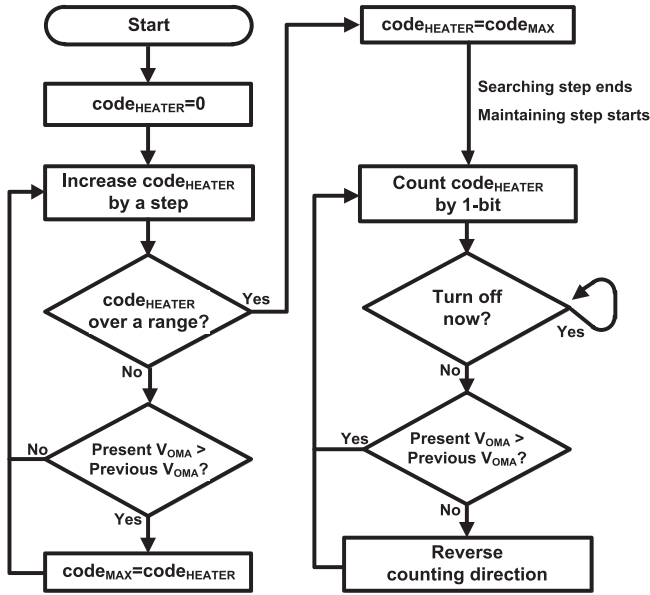 Start
codeHEATER=0
Increase codeHEATER
by a step
codeHEATER
over a range?
Yes
No
Present VOMA >
Previous VOMA?
No
Yes
codeMAX=codeHEATER
codeHEATER=codeMAX
Searching step ends
Maintaining step starts
Count codeHEATER
by 1-bit
Turn off
now?
Yes
No
Present VOMA >
Previous VOMA?
Yes
No
Reverse
counting direction